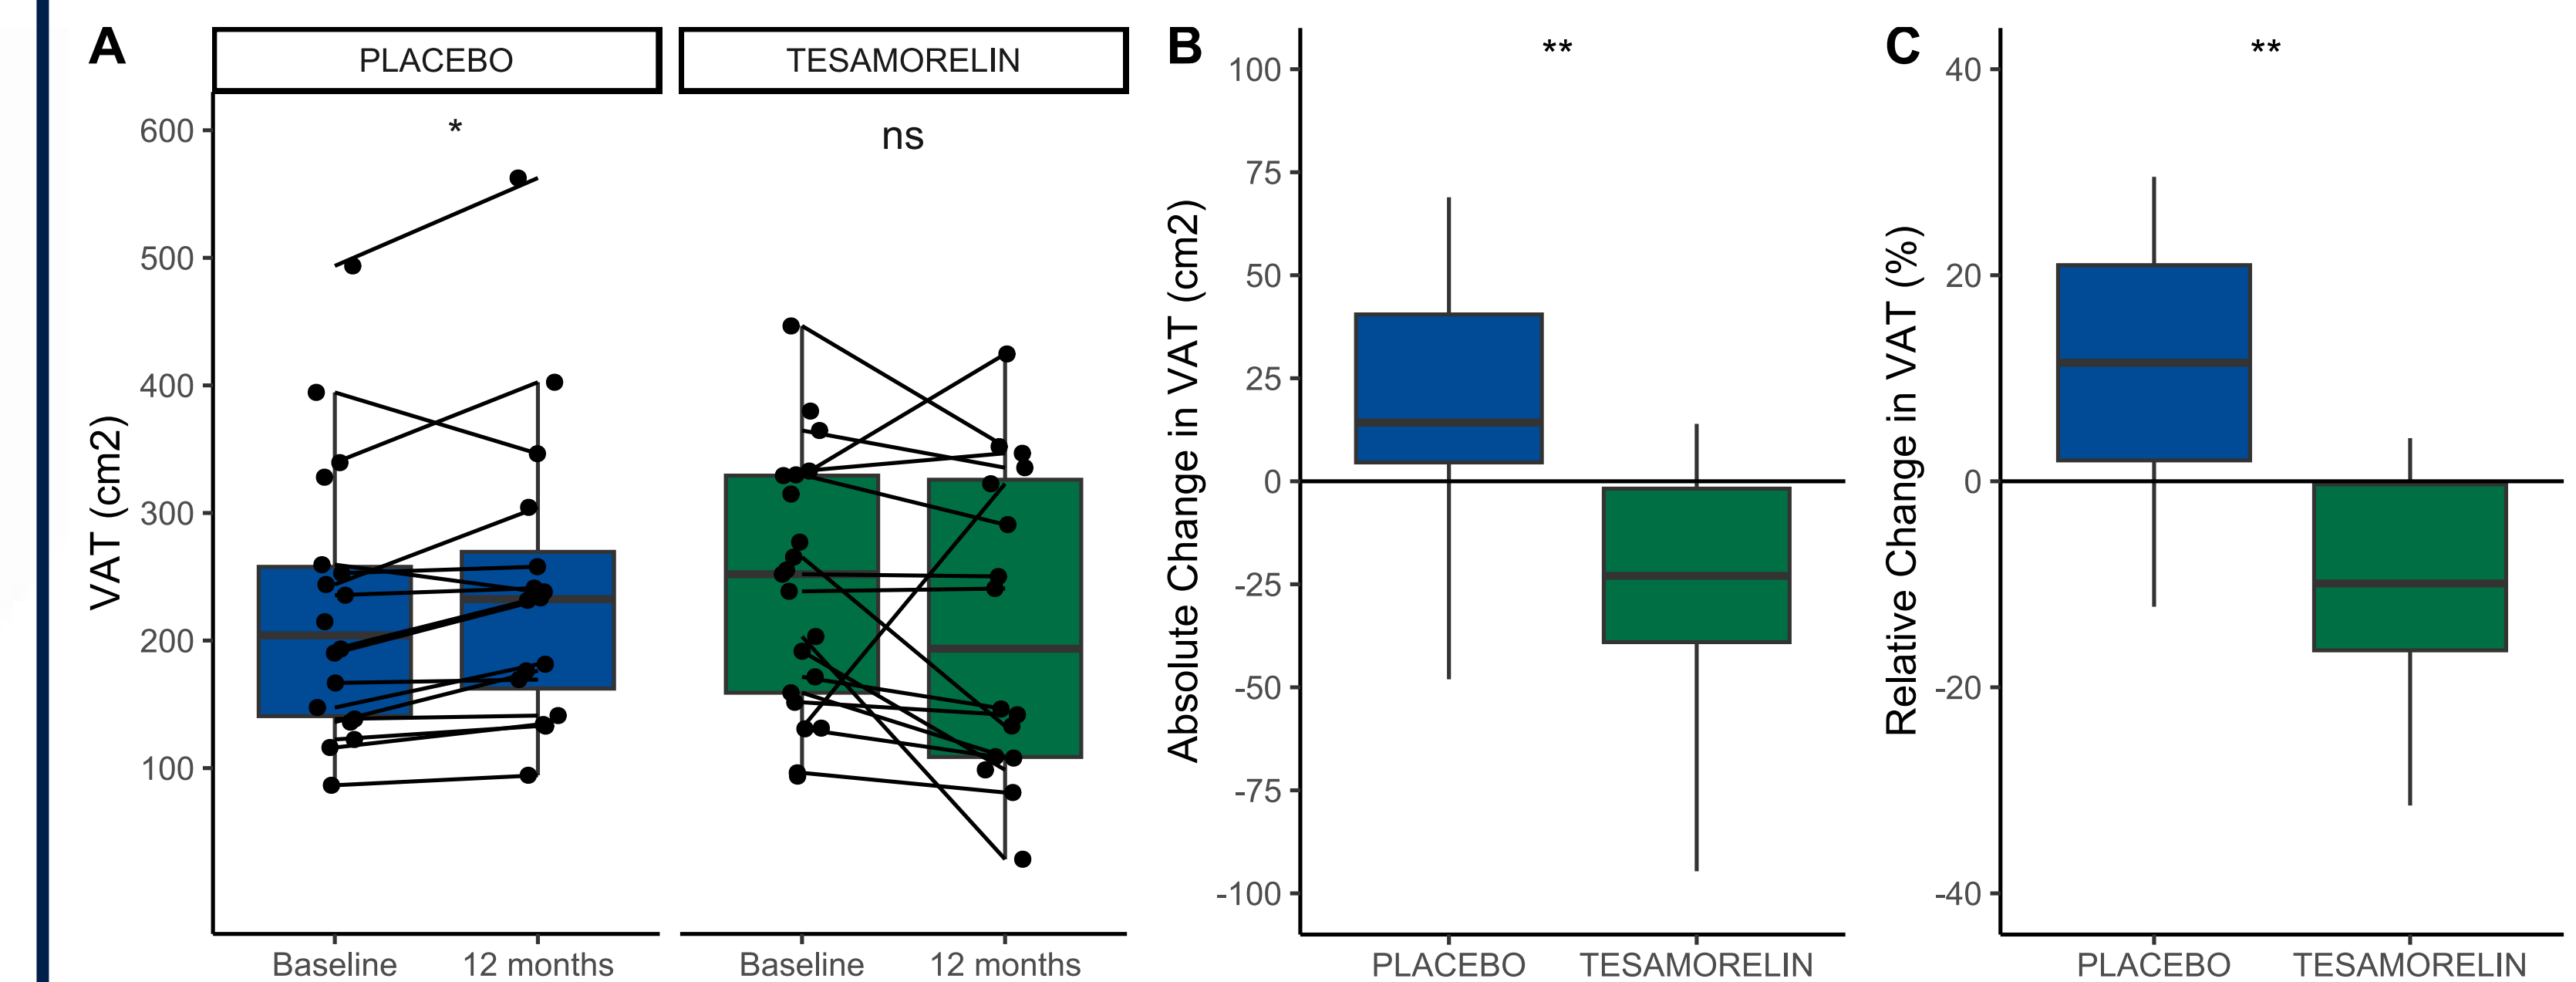 A
PLACEBO
TESAMORELIN
*
ns
VAT (cm2)
600
500
400
300
200
100
Baseline
12 months
Baseline
12 months
B
**
Absolute Change in VAT (cm2)
100
75
50
25
0
-25
-50
-75
-100
PLACEBO
TESAMORELIN
C
**
Relative Change in VAT (%)
40
20
0
-20
-40
PLACEBO
TESAMORELIN